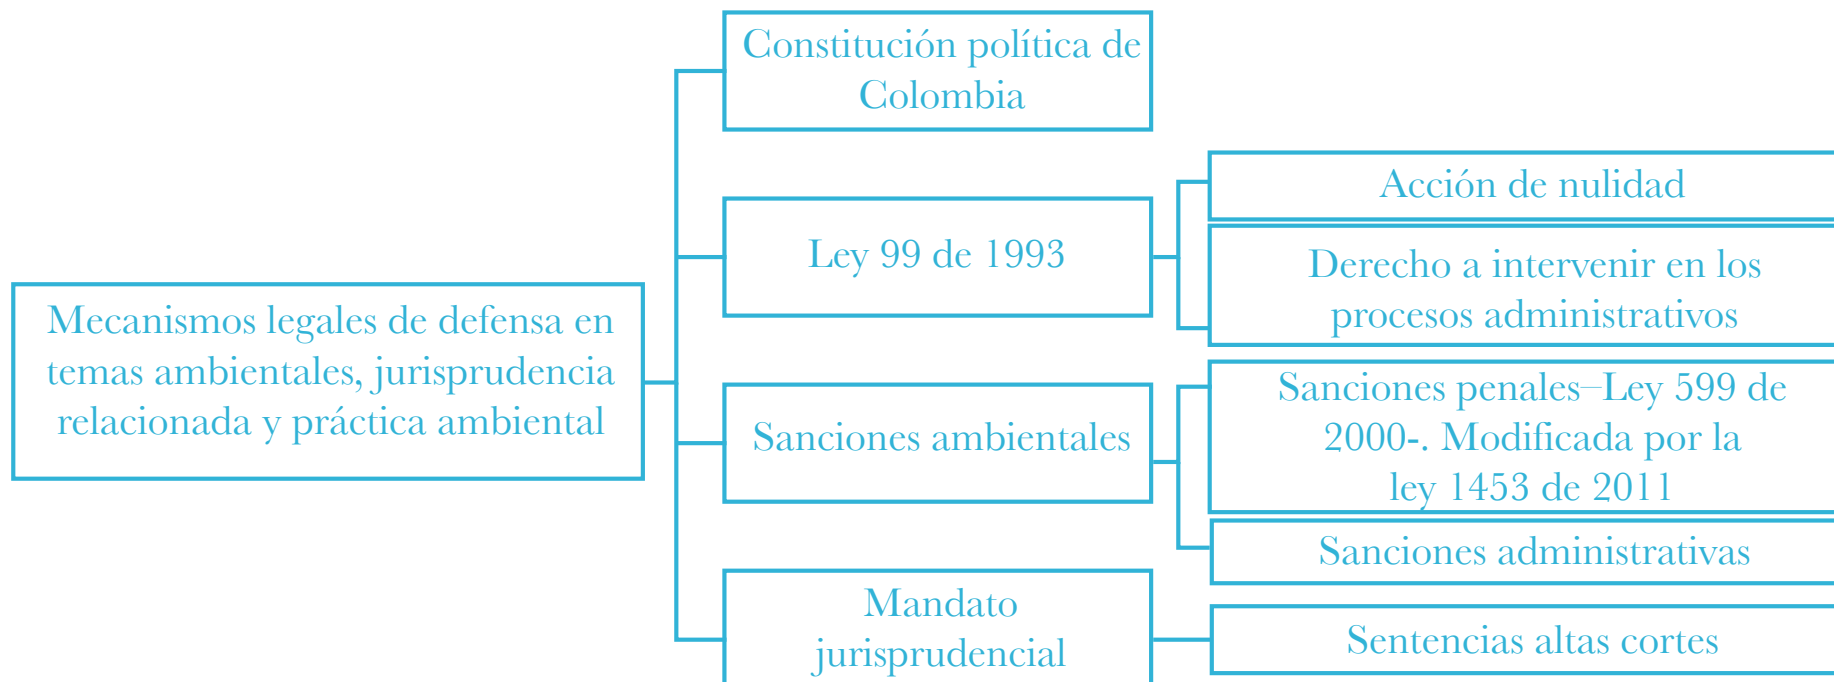 Mecanismos legales de defensa en
temas ambientales, jurisprudencia
relacionada y práctica ambiental
Constitución política de
Colombia
Ley 99 de 1993
Acción de nulidad
Derecho a intervenir en los
procesos administrativos
Sanciones ambientales
Sanciones penales–Ley 599 de
2000-. Modificada por la
ley 1453 de 2011
Sanciones administrativas
Mandato
jurisprudencial
Sentencias altas cortes